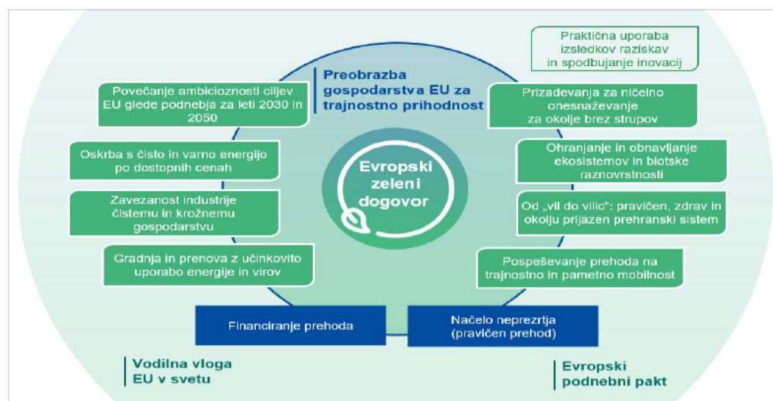 Praktična uporaba
izsledkov raziskav
in spodbujanje inovacij
Preobrazba
gospodarstva EU za
trajnostno prihodnost
Povečanje ambicioznosti ciljev
EU glede podnebja za leti 2030 in
2050
Prizadevanja za ničelno
onesnaževanje
za okolje brez strupov
Oskrba s čisto in varno energijo
po dostopnih cenah
Evropski
zeleni
dogovor
Ohranjanje in obnavljanje
ekosistemov in biotske
raznovrstnosti
Zavezanost industrije
čistemu in krožnemu
gospodarstvu
Od „vil do vilic“: pravičen, zdrav in
okolju prijazen prehranski sistem
Gradnja in prenova z učinkovito
uporabo energije in virov
Pospeševanje prehoda na
trajnostno in pametno mobilnost
Financiranje prehoda
Načelo neprezrtja
(pravičen prehod)
Vodilna vloga
EU v svetu
Evropski
podnebni pakt